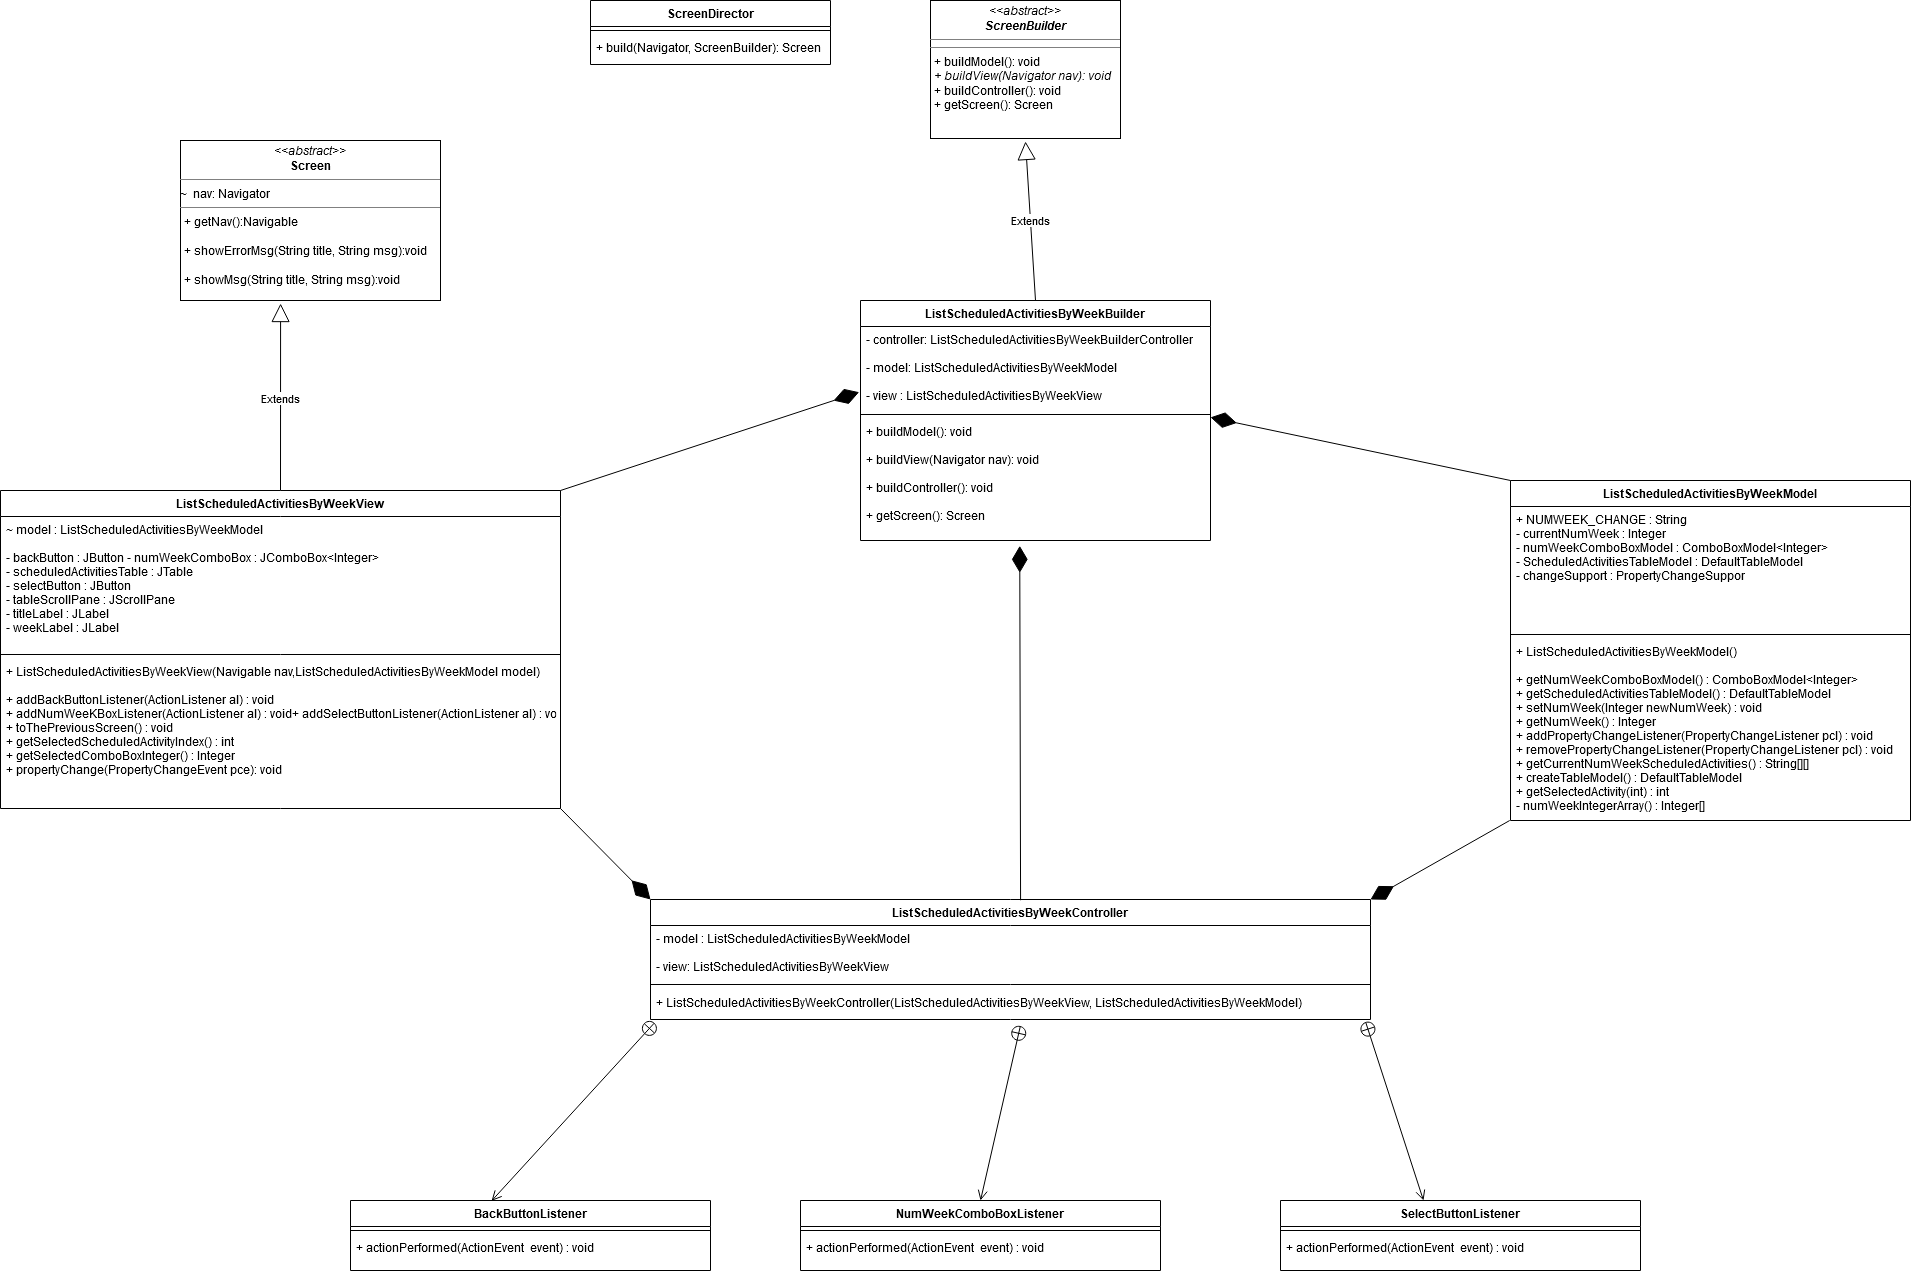 ScreenDirector
+ build(Navigator, ScreenBuilder): Screen
<<abstract>>
ScreenBuilder
+ buildModel(): void
+ buildView(Navigator nav): void
+ buildController(): void
+ getScreen(): Screen
<<abstract>>
Screen
~ nav: Navigator
+ getNav():Navigable
+ showErrorMsg(String title, String msg):void
+ showMsg(String title, String msg):void
Extends
Extends
ListScheduledActivitiesByWeekBuilder
- controller: ListScheduledActivitiesByWeekBuilderController
- model: ListScheduledActivitiesByWeekModel
- view : ListScheduledActivitiesByWeekView
+ buildModel(): void
+ buildView(Navigator nav): void
+ buildController(): void
+ getScreen(): Screen
ListScheduledActivitiesByWeekView
~ model : ListScheduledActivitiesByWeekModel
- backButton : JButton - numWeekComboBox : JComboBox<Integer>
- scheduledActivitiesTable : JTable
- selectButton : JButton
- tableScrollPane : JScrollPane
- titleLabel : JLabel
- weekLabel : JLabel
+ ListScheduledActivitiesByWeekView(Navigable nav,ListScheduledActivitiesByWeekModel model)
+ addBackButtonListener(ActionListener al) : void
+ addNumWeeKBoxListener(ActionListener al) : void+ addSelectButtonListener(ActionListener al) : vo
+ toThePreviousScreen() : void
+ getSelectedScheduledActivityIndex() : int
+ getSelectedComboBoxInteger() : Integer
+ propertyChange(PropertyChangeEvent pce): void
ListScheduledActivitiesByWeekModel
+ NUMWEEK_CHANGE : String
- currentNumWeek : Integer
- numWeekComboBoxModel : ComboBoxModel<Integer>
- ScheduledActivitiesTableModel : DefaultTableModel
- changeSupport : PropertyChangeSuppor
+ ListScheduledActivitiesByWeekModel()
+ getNumWeekComboBoxModel() : ComboBoxModel<Integer>
+ getScheduledActivitiesTableModel() : DefaultTableModel
+ setNumWeek(Integer newNumWeek) : void
+ getNumWeek() : Integer
+ addPropertyChangeListener(PropertyChangeListener pcl) : void
+ removePropertyChangeListener(PropertyChangeListener pcl) : void
+ getCurrentNumWeekScheduledActivities() : String[][]
+ createTableModel() : DefaultTableModel
+ getSelectedActivity(int) : int
- numWeekIntegerArray() : Integer[]
ListScheduledActivitiesByWeekController
- model : ListScheduledActivitiesByWeekModel
- view: ListScheduledActivitiesByWeekView
+ ListScheduledActivitiesByWeekController(ListScheduledActivitiesByWeekView, ListScheduledActivitiesByWeekModel)
BackButtonListener
+ actionPerformed(ActionEvent event) : void
NumWeekComboBoxListener
+ actionPerformed(ActionEvent event) : void
SelectButtonListener
+ actionPerformed(ActionEvent event) : void